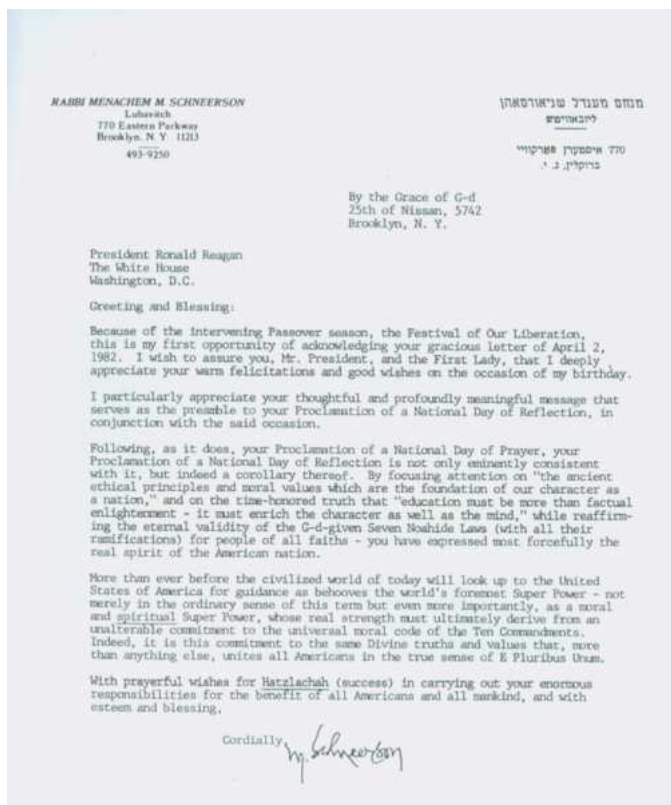 RABBI MENACHEM M. SCHNEERSON
Lubavitch
770 Eastern Parkway
Brooklyn, N. Y. 11213
493-9250
מנחם מענדל שניאורסאהן
ליובאוויטש
770 איסטערן פארקוויי
ברוקלין, נ. י.
By the Grace of G-d
25th of Nissan, 5742
Brooklyn, N. Y.
President Ronald Reagan
The White House
Washington, D.C.
Greeting and Blessing:
Because of the intervening Passover season, the Festival of Our Liberation,
this is my first opportunity of acknowledging your gracious letter of April 2,
1982. I wish to assure you, Mr. President, and the First Lady, that I deeply
appreciate your warm felicitations and good wishes on the occasion of my birthday.
I particularly appreciate your thoughtful and profoundly meaningful message that
serves as the preamble to your Proclamation of a National Day of Reflection, in
conjunction with the said occasion.
Following, as it does, your Proclamation of a National Day of Prayer, your
Proclamation of a National Day of Reflection is not only eminently consistent
with it, but indeed a corollary thereof. By focusing attention on "the ancient
ethical principles and moral values which are the foundation of our character as
a nation," and on the time-honored truth that "education must be more than factual
enlightenment - it must enrich the character as well as the mind," while reaffirm-
ing the eternal validity of the G-d-given Seven Noahide Laws (with all their
ramifications) for people of all faiths - you have expressed most forcefully the
real spirit of the American nation.
More than ever before the civilized world of today will look up to the United
States of America for guidance as behooves the world's foremost Super Power - not
merely in the ordinary sense of this term but even more importantly, as a moral
and spiritual Super Power, whose real strength must ultimately derive from an
unalterable commitment to the universal moral code of the Ten Commandments.
Indeed, it is this commitment to the same Divine truths and values that, more
than anything else, unites all Americans in the true sense of E Pluribus Unum.
With prayerful wishes for Hatzlachah (success) in carrying out your enormous
responsibilities for the benefit of all Americans and all mankind, and with
esteem and blessing,
Cordially, M. Schneerson